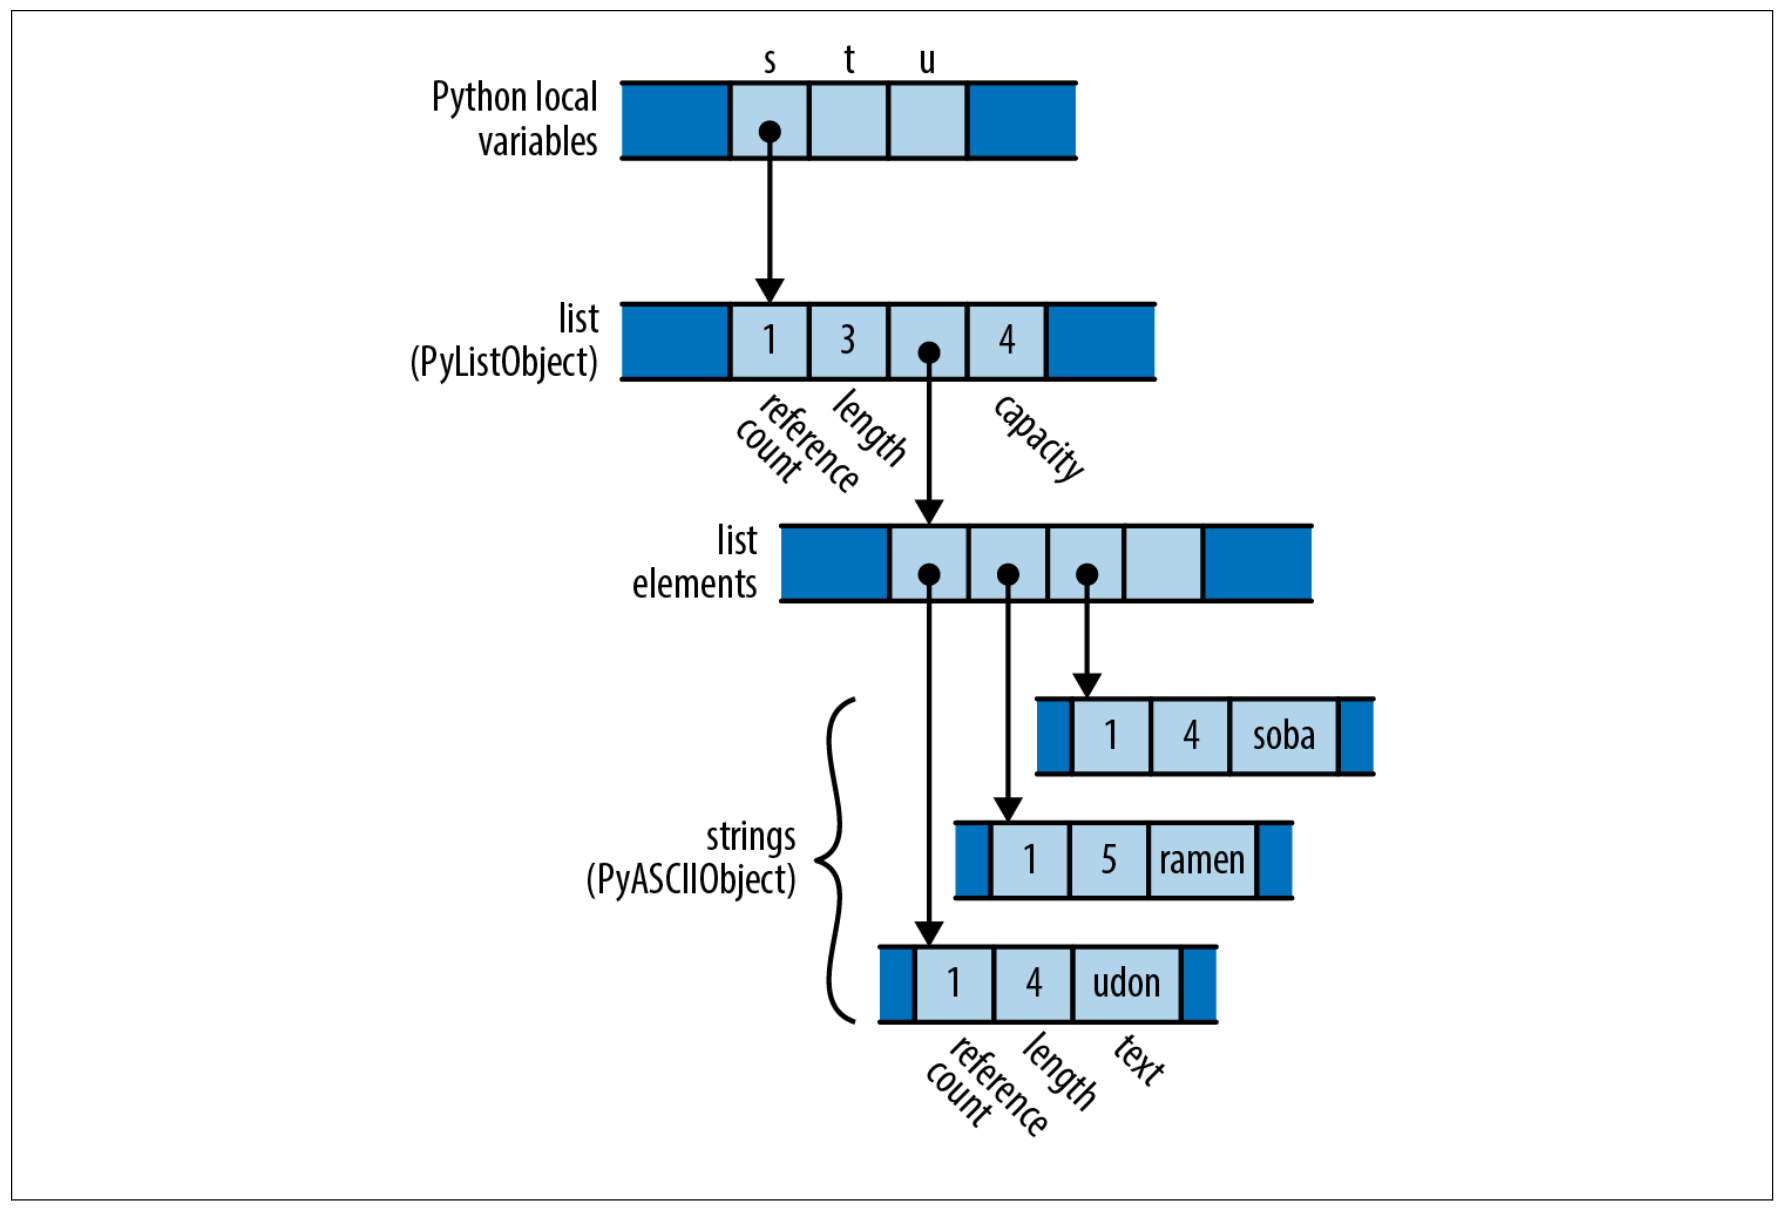 s t u
Python local
variables
list
(PyListObject)
1 3 4
reference
count
length
capacity
list
elements
1 4 soba
strings
(PyASCIIObject)
1 5 ramen
1 4 udon
reference
count
length
text